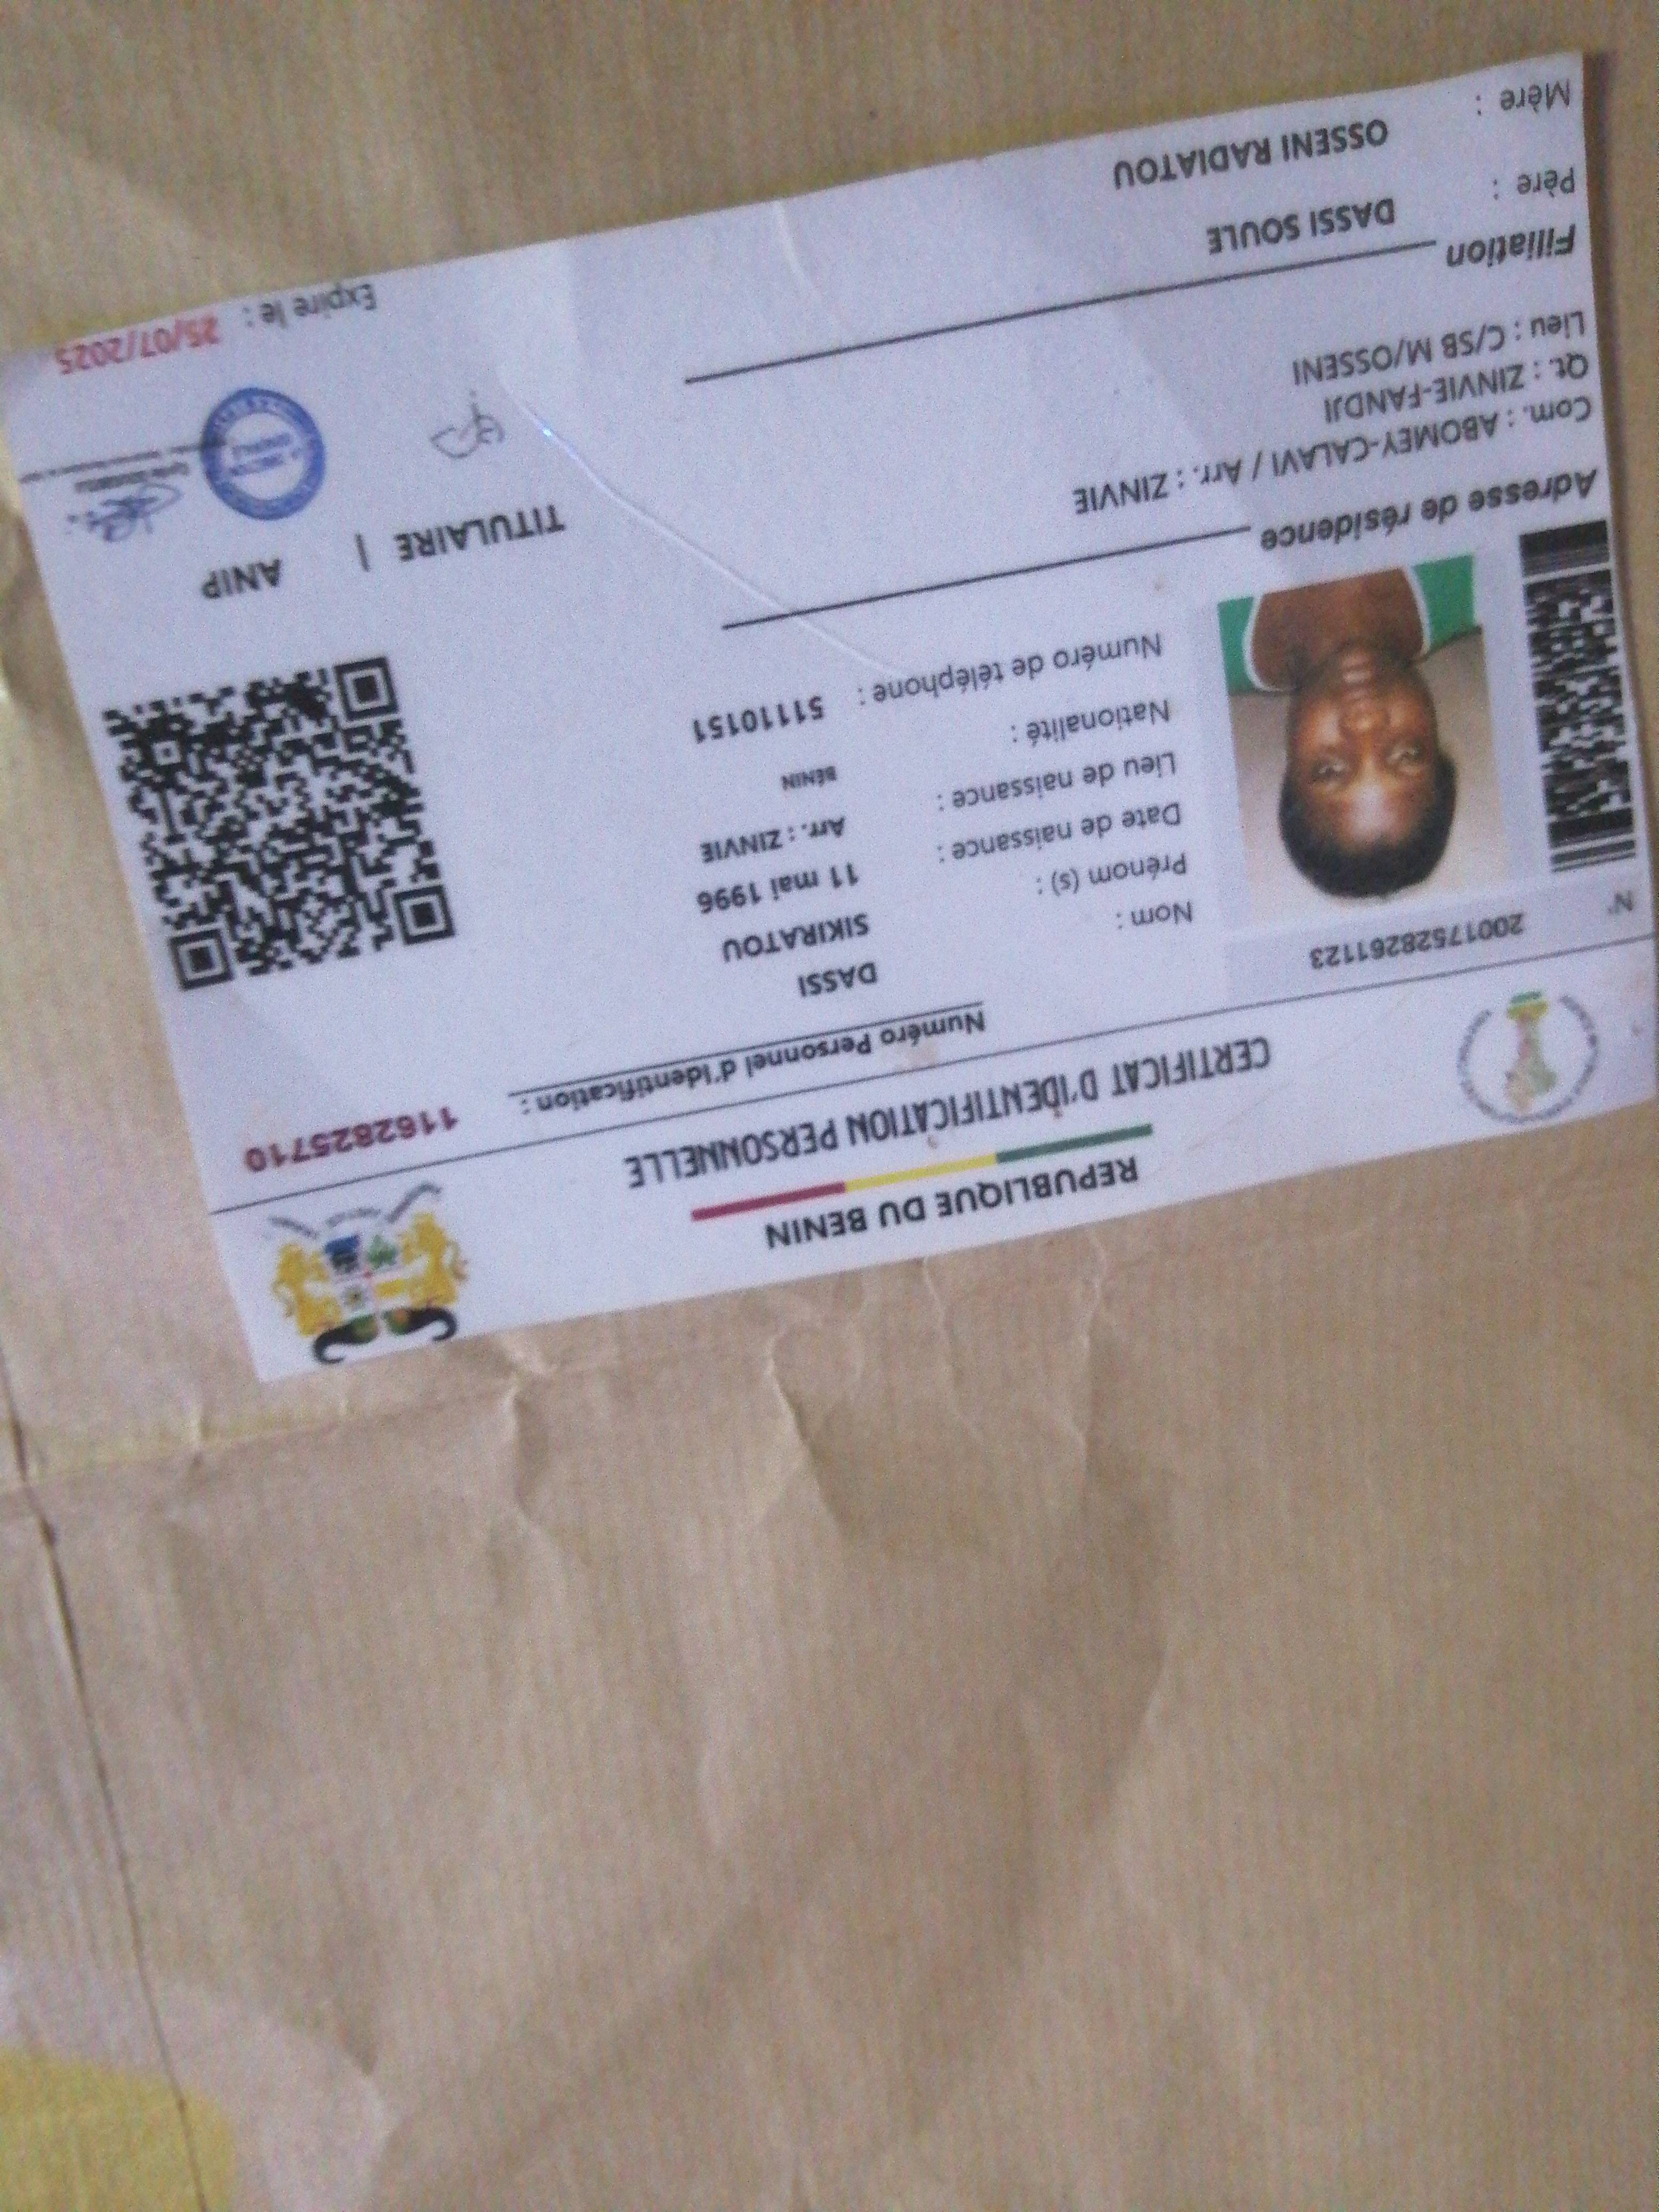 REPUBLIQUE DU BENIN
CERTIFICAT D'IDENTIFICATION PERSONNELLE
N° 20017528261123
Numéro Personnel d'Identification : 1162825710
Nom : DASSI
Prénom (s) : SIKIRATOU
Date de naissance : 11 mai 1996
Lieu de naissance : Arr. : ZINVIE
Nationalité : BÉNIN
Numéro de téléphone : 51110151
Adresse de résidence
Com. : ABOMEY-CALAVI / Arr. : ZINVIE
Qt. : ZINVIE-FANDJI
Lieu : C/SB M/OSSENI
TITULAIRE | ANIP
Filiation
Père : DASSI SOULE
Mère : OSSENI RADIATOU
Expire le : 25/07/2025